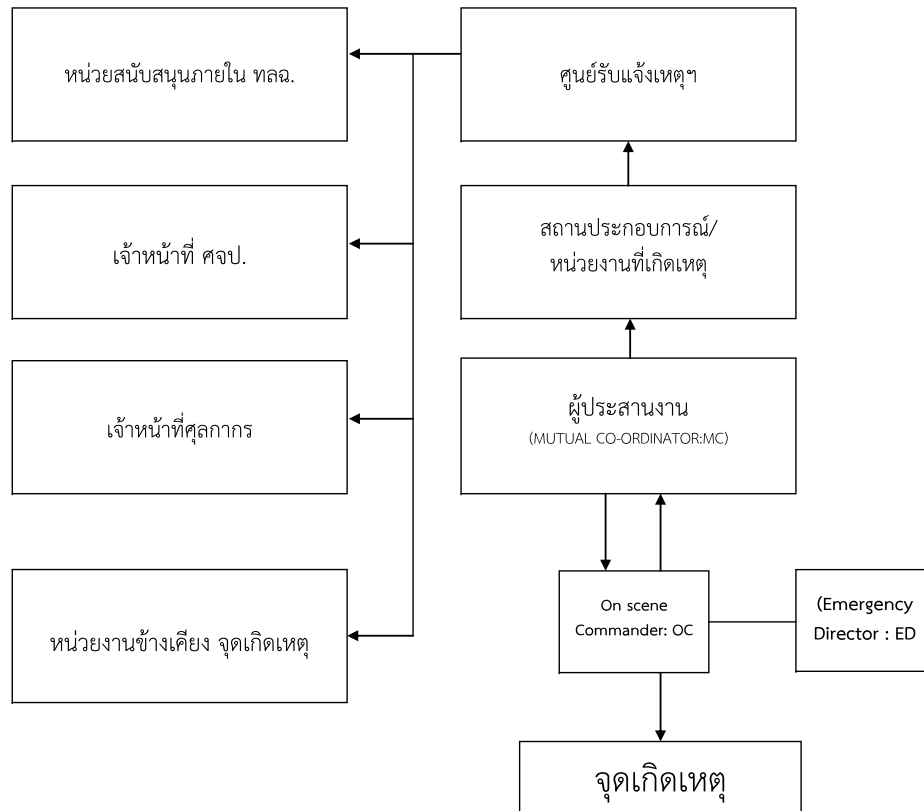 หน่วยสนับสนุนภายใน ทลฉ.
ศูนย์รับแจ้งเหตุฯ
เจ้าหน้าที่ ศจป.
สถานประกอบการณ์/
หน่วยงานที่เกิดเหตุ
เจ้าหน้าที่ศุลกากร
ผู้ประสานงาน
(MUTUAL CO-ORDINATOR:MC)
หน่วยงานข้างเคียง จุดเกิดเหตุ
On scene
Commander: OC
(Emergency
Director : ED
จุดเกิดเหตุ